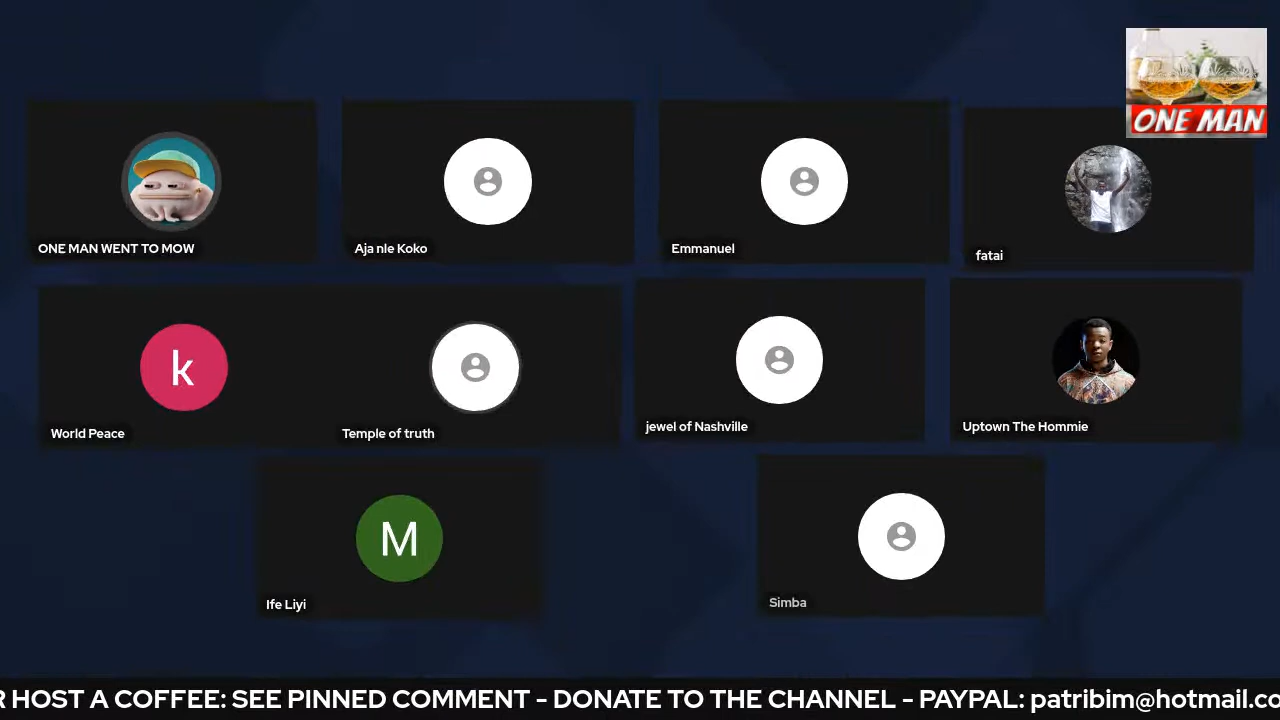 ONE MAN
ONE MAN WENT TO MOW
Aja nle Koko
Emmanuel
fatai
k
World Peace
Temple of truth
jewel of Nashville
Uptown The Hommie
M
Ife Liyi
Simba
R HOST A COFFEE: SEE PINNED COMMENT - DONATE TO THE CHANNEL - PAYPAL: patribim@hotmail.co